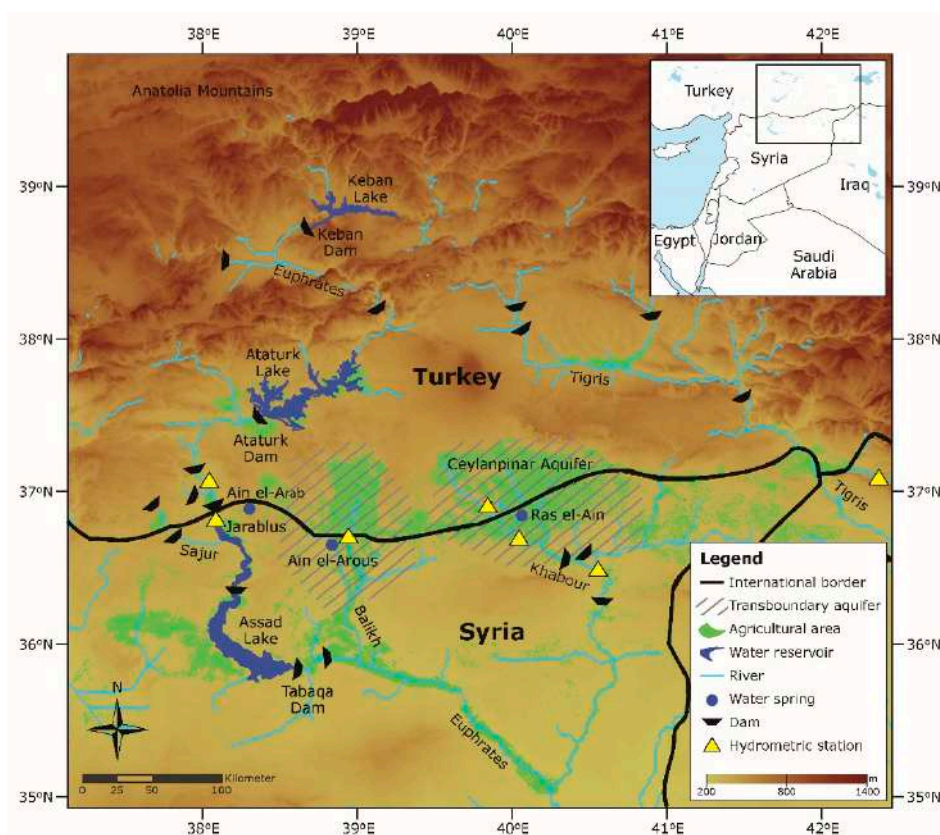 38°E 39°E 40°E 41°E 42°E
Anatolia Mountains
Keban
Lake
Keban
Dam
Euphrates
Ataturk
Lake
Turkey
Tigris
Ataturk
Dam
Ceylanpinar Aquifer
Ain el-Arab
Jarablus
Ras el-Ain
Tigris
Sajur
Ain el-Arous
Khabour
Balikh
Assad
Lake
Syria
Tabaqa
Dam
Euphrates
N
0 25 50 100
Kilometer
Turkey
Syria
Iraq
Egypt
Jordan
Saudi
Arabia
Legend
International border
Transboundary aquifer
Agricultural area
Water reservoir
River
Water spring
Dam
Hydrometric station
200 1400 m
39°N
38°N
37°N
36°N
35°N
39°N
38°N
37°N
36°N
35°N
38°E 39°E 40°E 41°E 42°E